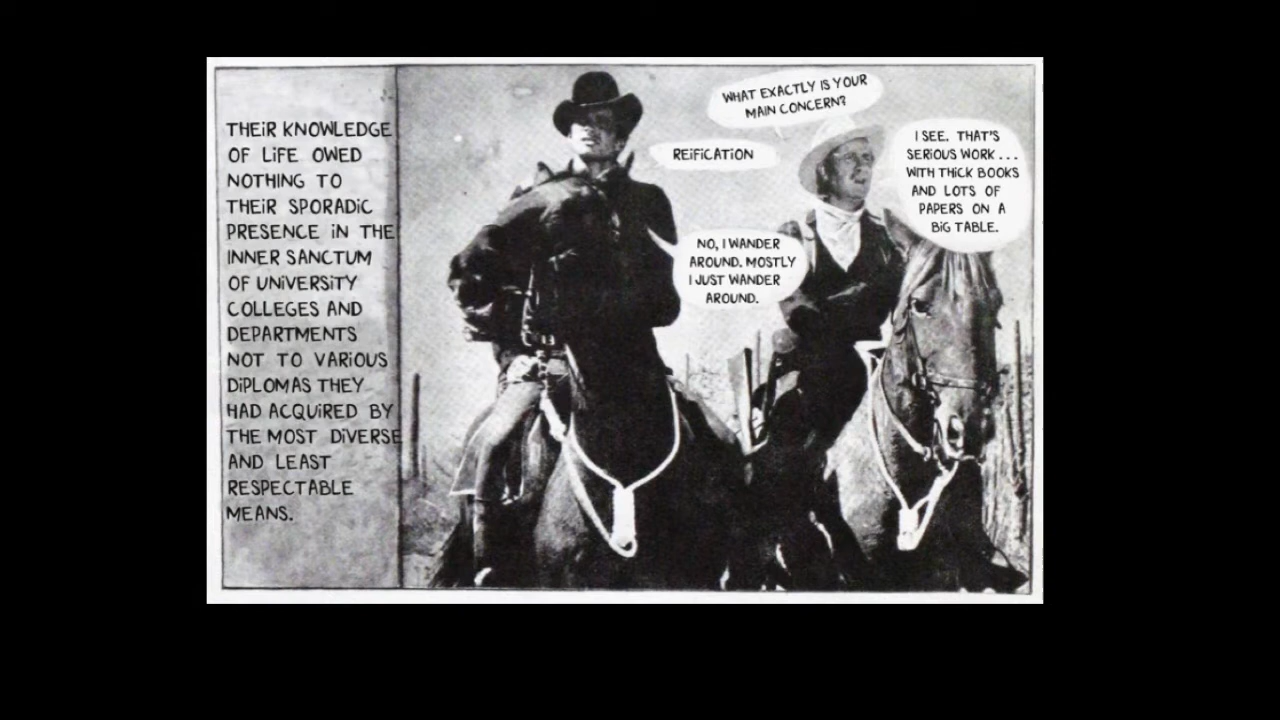 THEIR KNOWLEDGE
OF LIFE OWED
NOTHING TO
THEIR SPORADIC
PRESENCE IN THE
INNER SANCTUM
OF UNIVERSITY
COLLEGES AND
DEPARTMENTS
NOT TO VARIOUS
DIPLOMAS THEY
HAD ACQUIRED BY
THE MOST DIVERSE
AND LEAST
RESPECTABLE
MEANS.
WHAT EXACTLY IS YOUR
MAIN CONCERN?
REIFICATION
I SEE. THAT'S
SERIOUS WORK...
WITH THICK BOOKS
AND LOTS OF
PAPERS ON A
BIG TABLE.
NO, I WANDER
AROUND. MOSTLY
I JUST WANDER
AROUND.